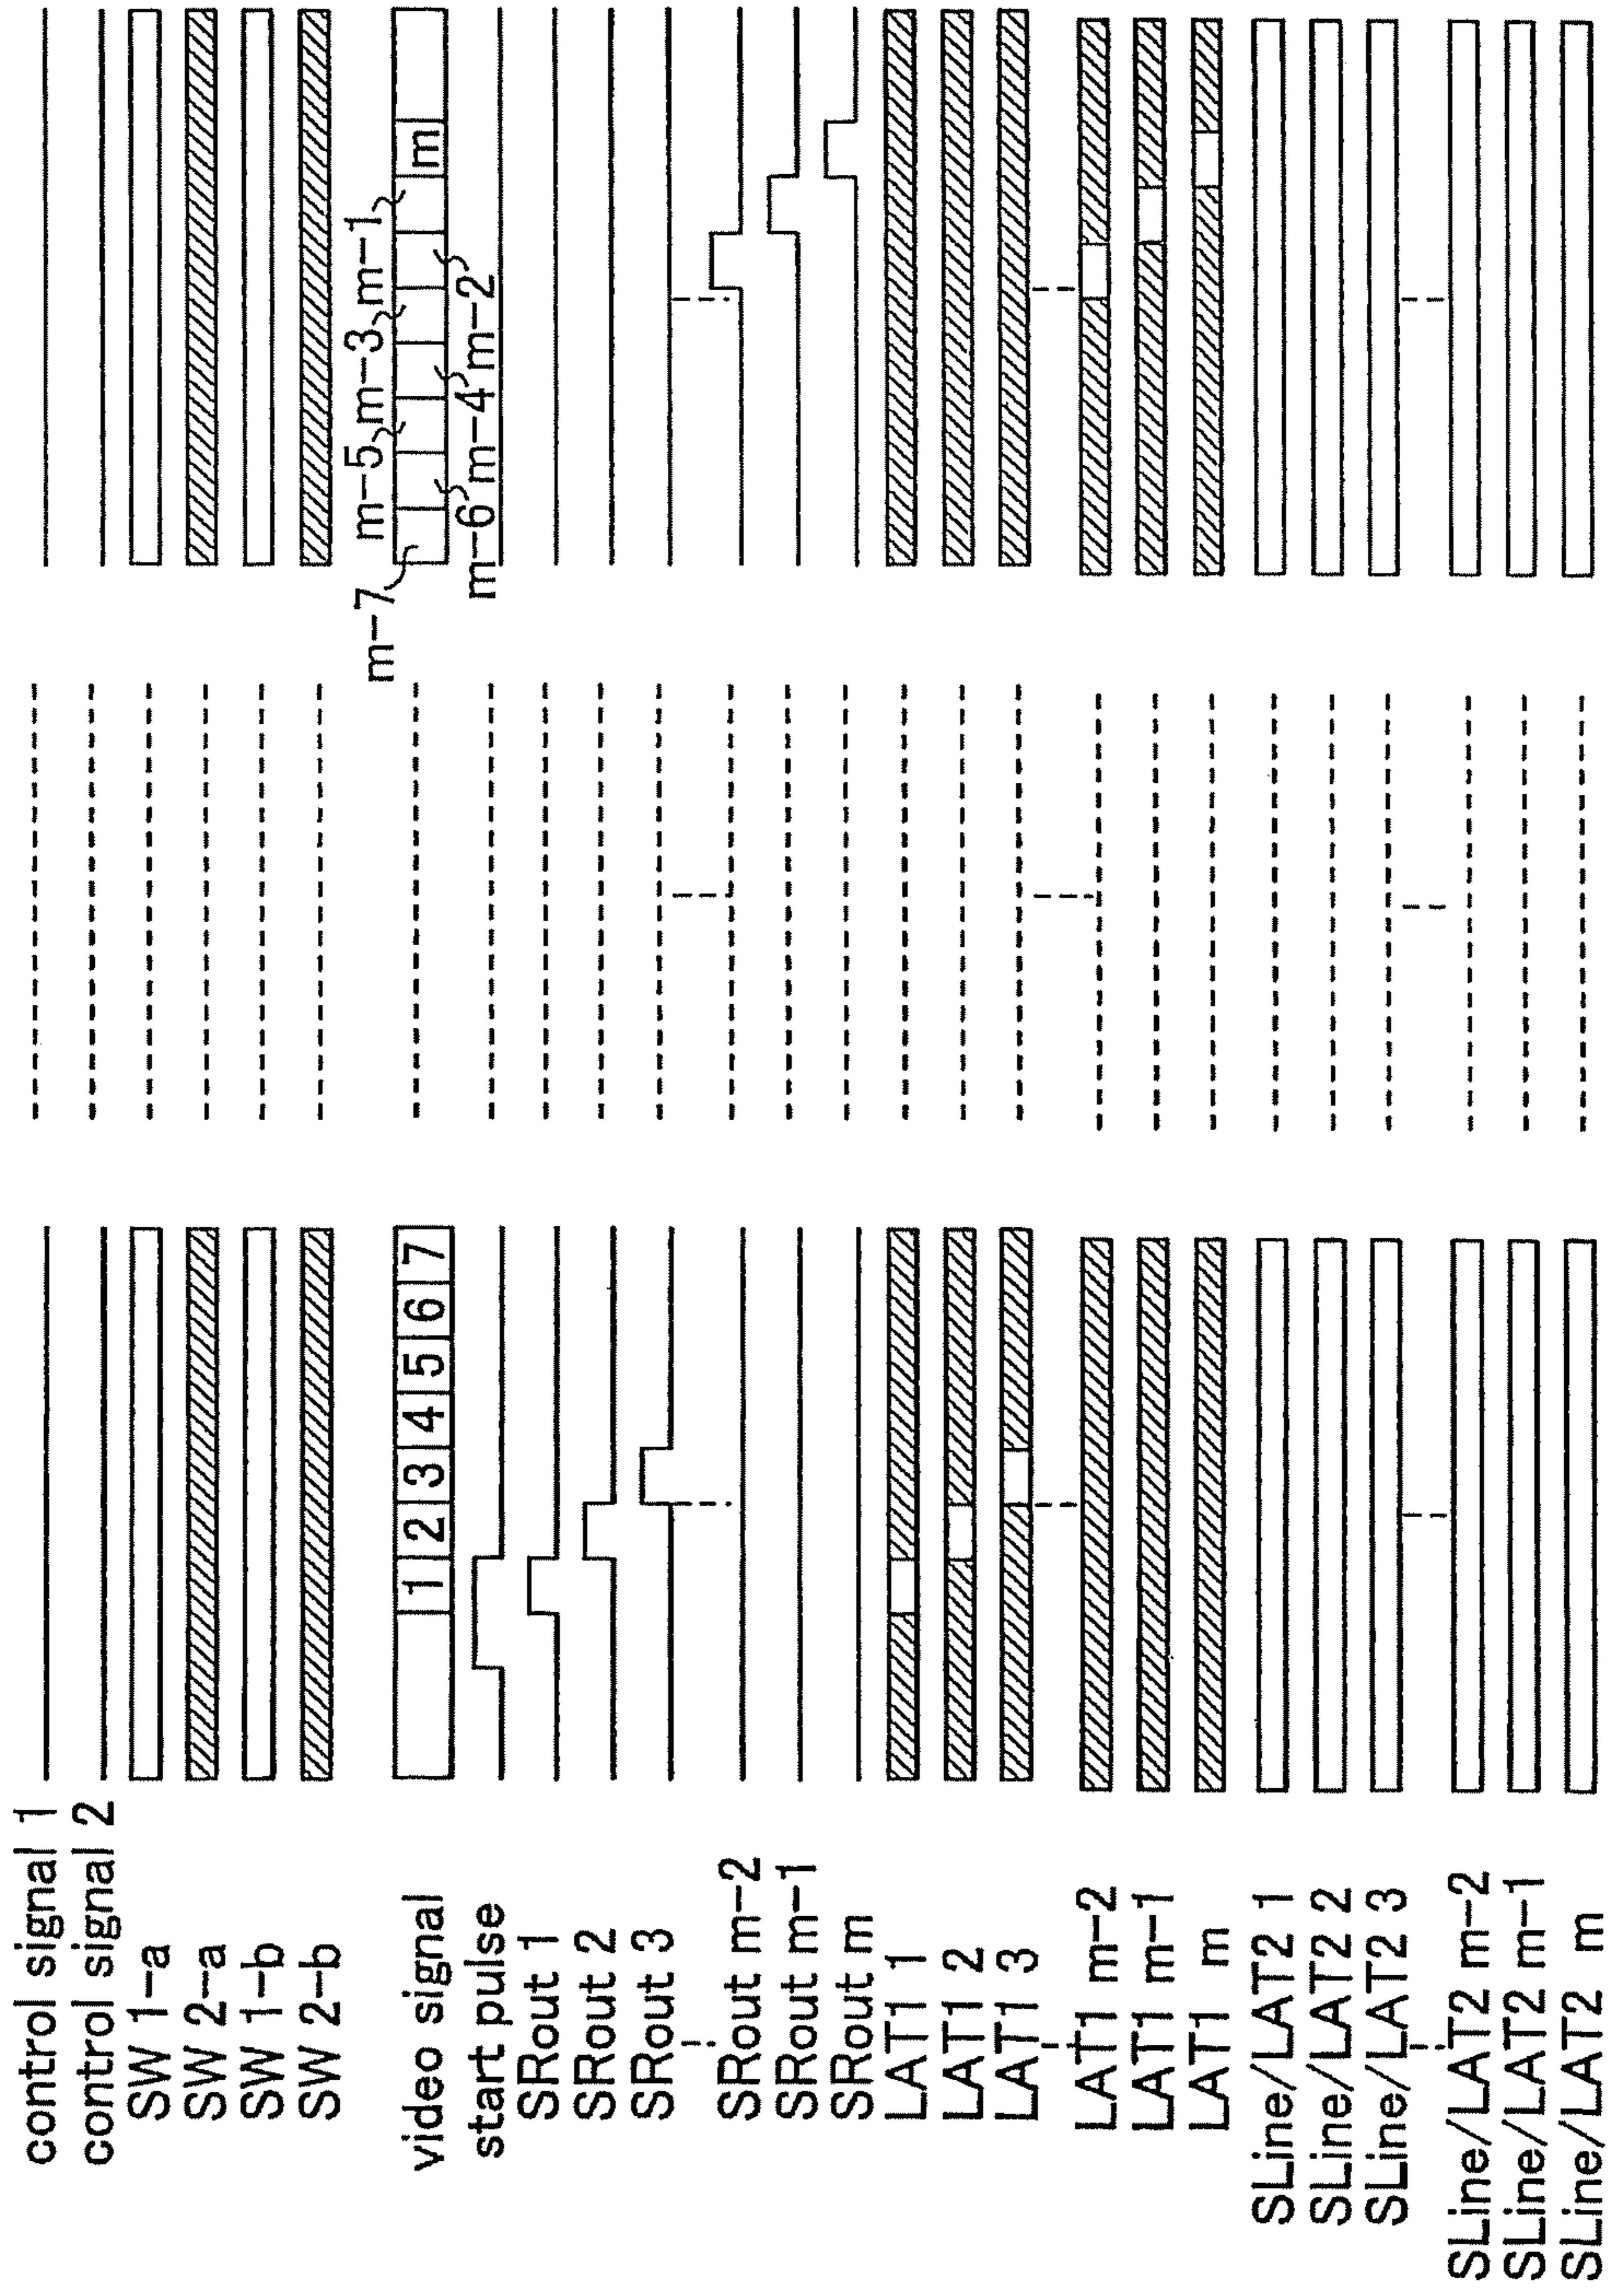 control signal 1
control signal 2
SW 1-a
SW 2-a
SW 1-b
SW 2-b
video signal
1 2 3 4 5 6 7
m-7
m-5 m-3 m-1
m
m-6 m-4 m-2
start pulse
SRout 1
SRout 2
SRout 3
SRout m-2
SRout m-1
SRout m
LAT1 1
LAT1 2
LAT1 3
LAT1 m-2
LAT1 m-1
LAT1 m
SLine/LAT2 1
SLine/LAT2 2
SLine/LAT2 3
SLine/LAT2 m-2
SLine/LAT2 m-1
SLine/LAT2 m